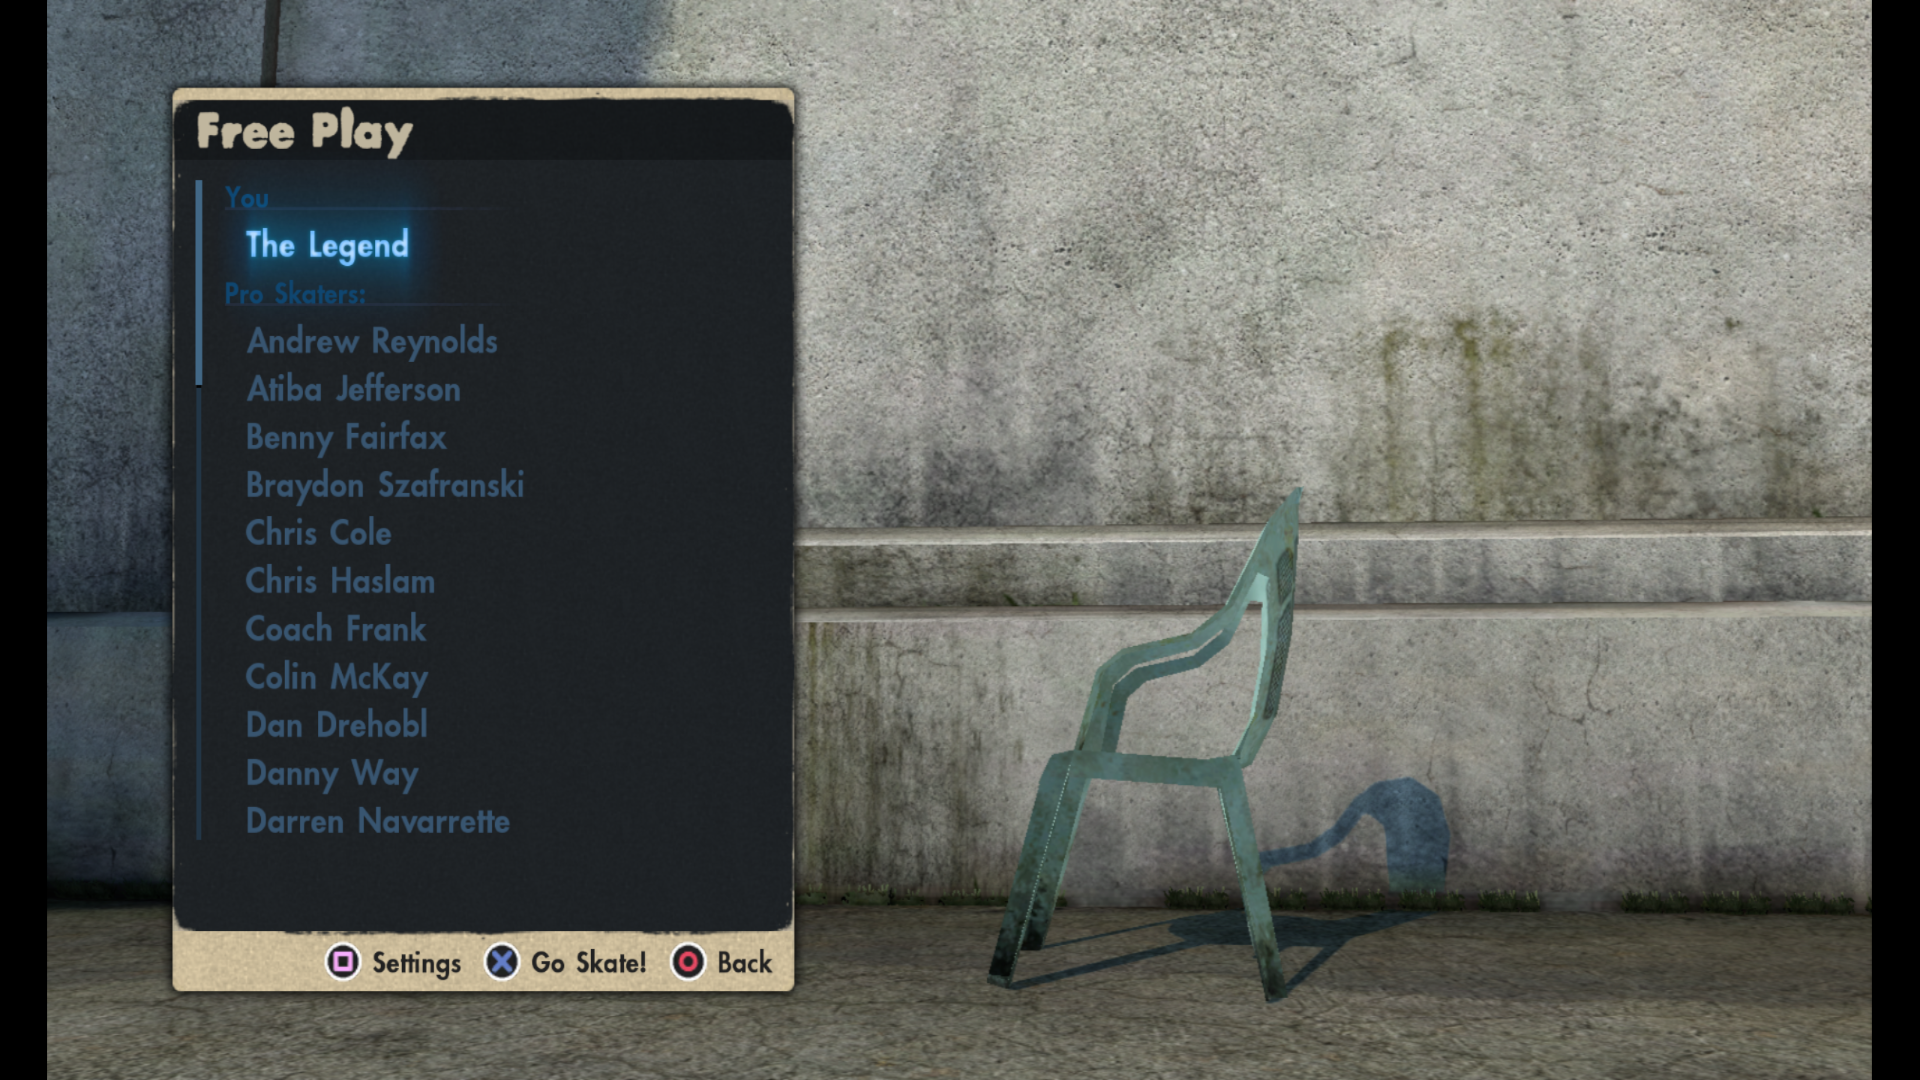 Free Play
You
The Legend
Pro Skaters:
Andrew Reynolds
Atiba Jefferson
Benny Fairfax
Braydon Szafranski
Chris Cole
Chris Haslam
Coach Frank
Colin McKay
Dan Drehobl
Danny Way
Darren Navarrette
Settings Go Skate! Back